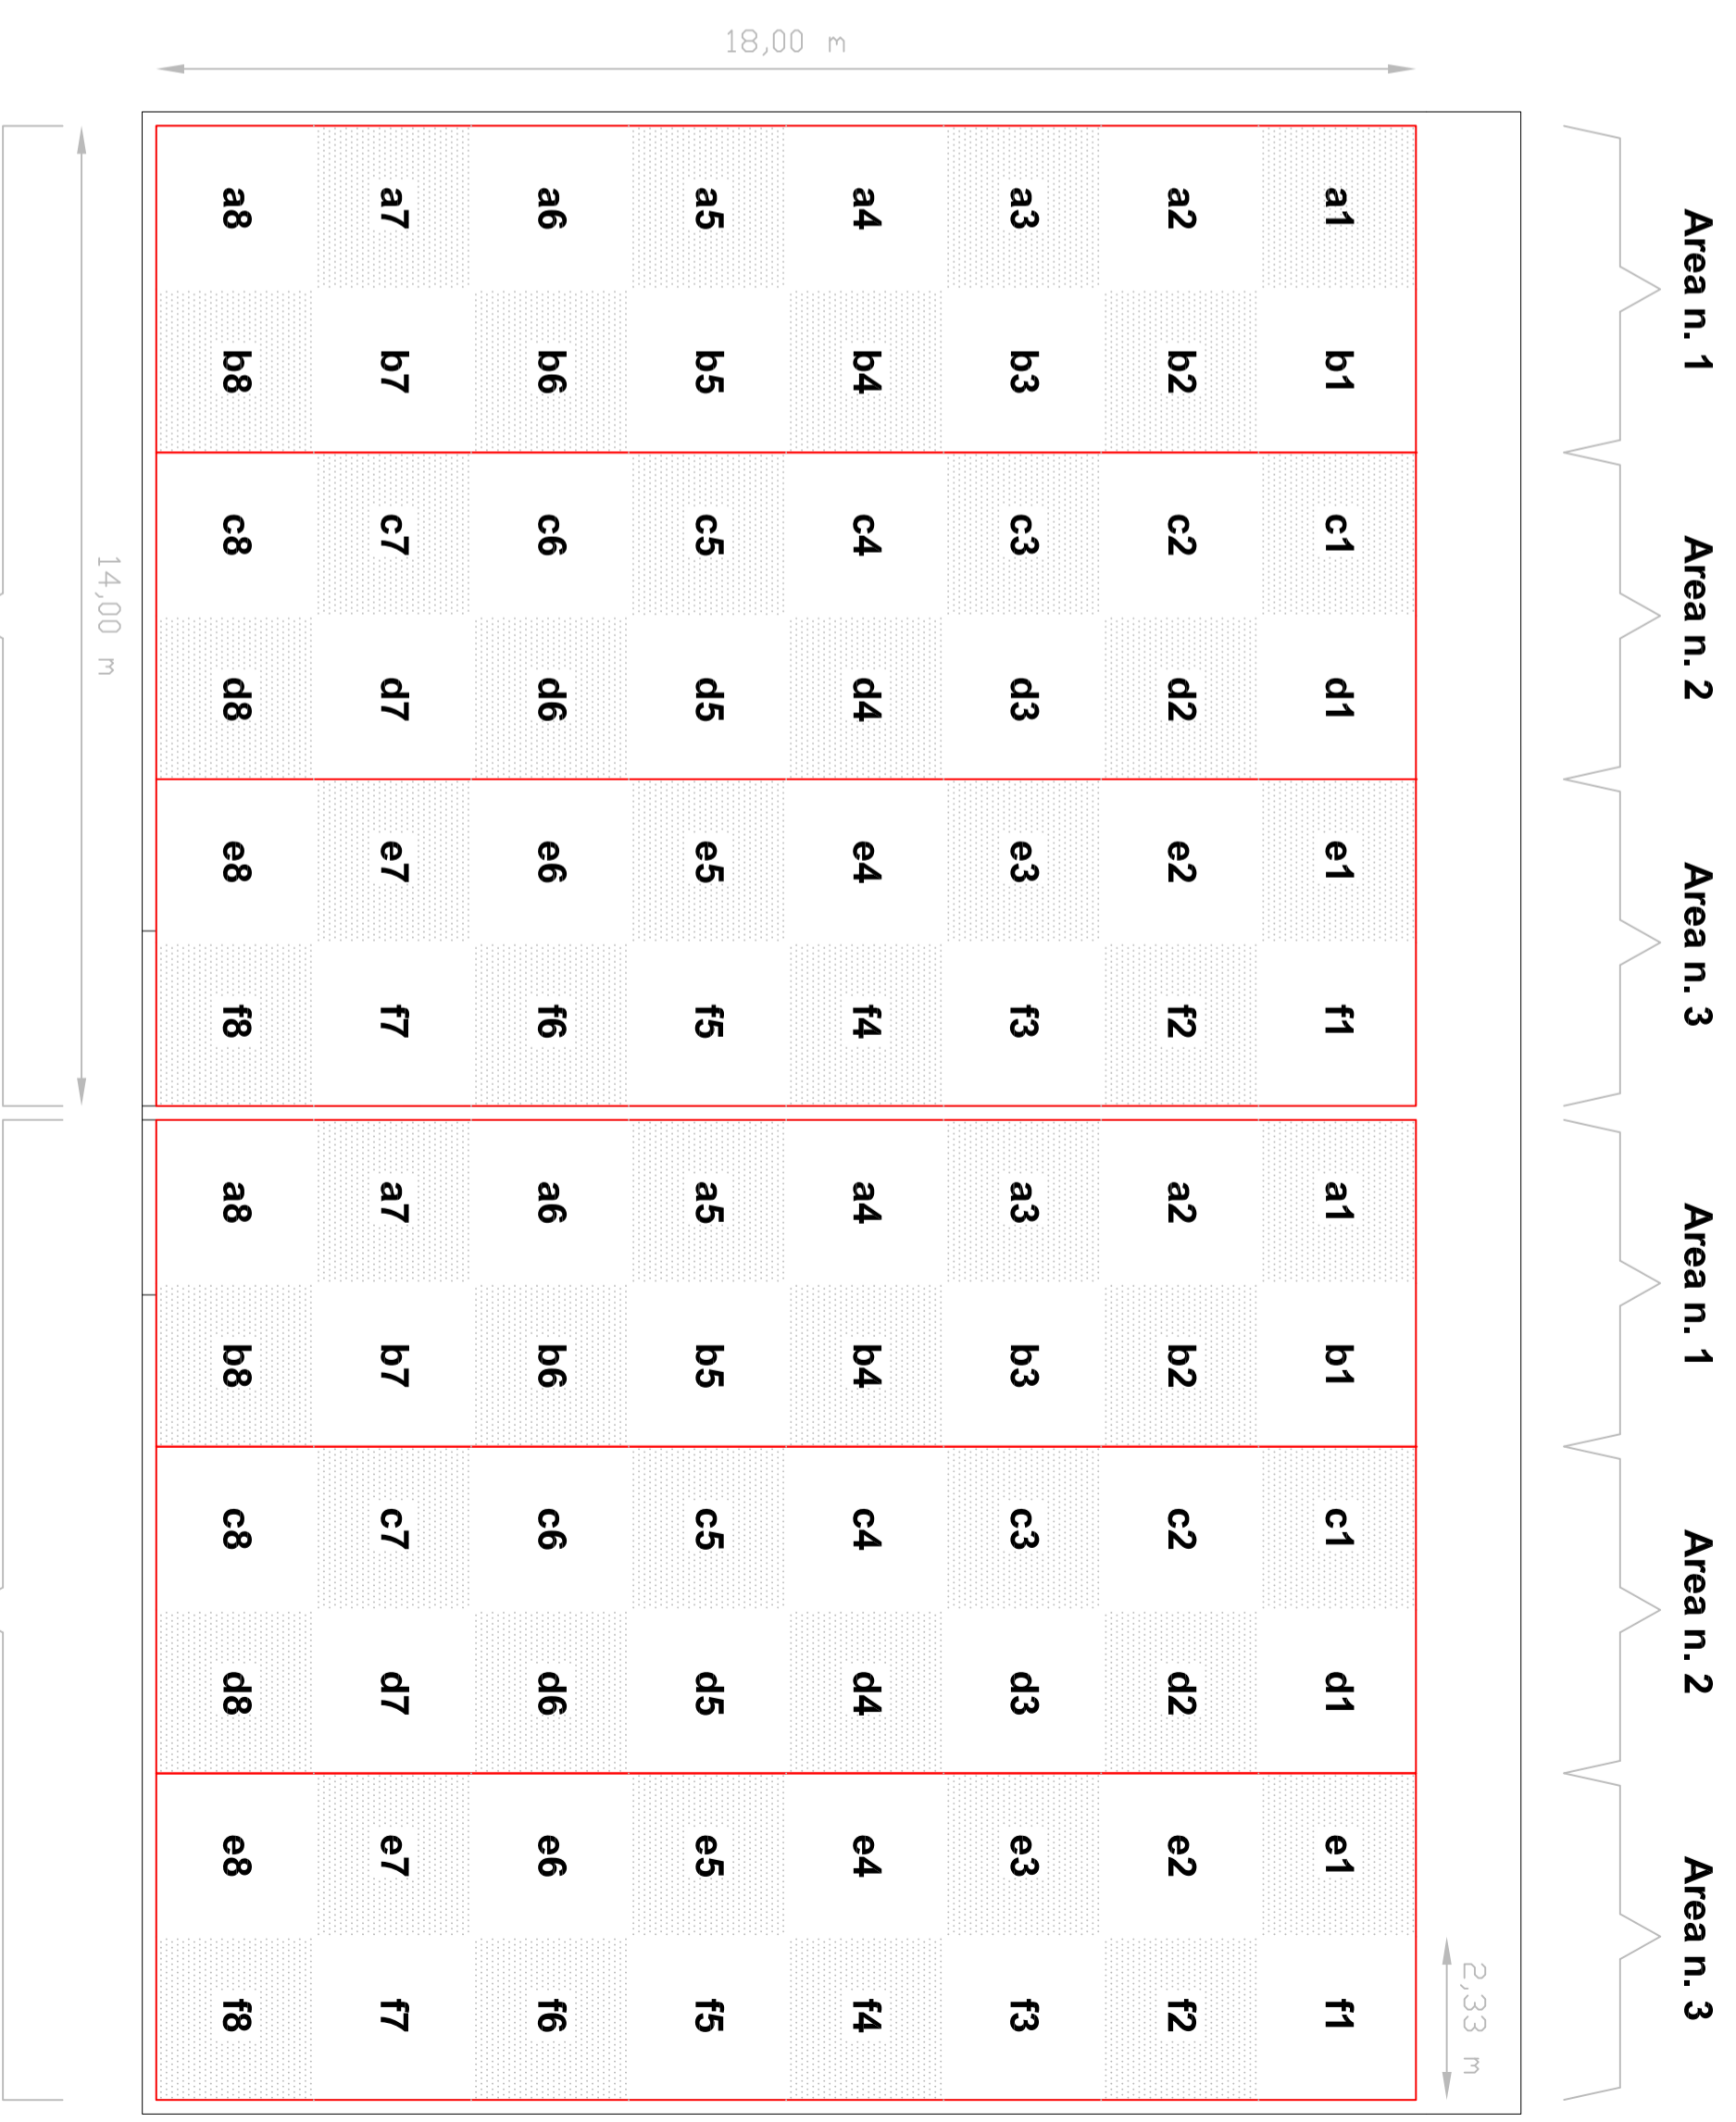 18,00 m
Area n. 1
Area n. 2
Area n. 3
Area n. 1
Area n. 2
Area n. 3
a1 b1 c1 d1 e1 f1 a1 b1 c1 d1 e1 f1
a2 b2 c2 d2 e2 f2 a2 b2 c2 d2 e2 f2
a3 b3 c3 d3 e3 f3 a3 b3 c3 d3 e3 f3
a4 b4 c4 d4 e4 f4 a4 b4 c4 d4 e4 f4
a5 b5 c5 d5 e5 f5 a5 b5 c5 d5 e5 f5
a6 b6 c6 d6 e6 f6 a6 b6 c6 d6 e6 f6
a7 b7 c7 d7 e7 f7 a7 b7 c7 d7 e7 f7
a8 b8 c8 d8 e8 f8 a8 b8 c8 d8 e8 f8
2,33 m
14,00 m